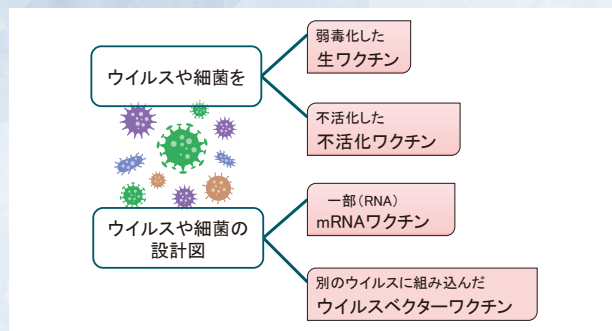 ウイルスや細菌を
弱毒化した
生ワクチン
不活化した
不活化ワクチン
ウイルスや細菌の
設計図
一部（RNA）
mRNAワクチン
別のウイルスに組み込んだ
ウイルスベクターワクチン